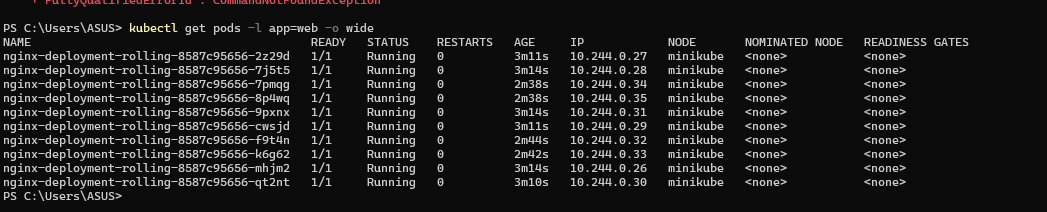 + FullyQualifiedErrorId : CommandNotFoundException
PS C:\Users\ASUS> kubectl get pods -l app=web -o wide
NAME READY STATUS RESTARTS AGE IP NODE NOMINATED NODE READINESS GATES
nginx-deployment-rolling-8587c95656-2z29d 1/1 Running 0 3m11s 10.244.0.27 minikube <none> <none>
nginx-deployment-rolling-8587c95656-7j5t5 1/1 Running 0 3m14s 10.244.0.28 minikube <none> <none>
nginx-deployment-rolling-8587c95656-7pmqg 1/1 Running 0 2m38s 10.244.0.34 minikube <none> <none>
nginx-deployment-rolling-8587c95656-8p4wq 1/1 Running 0 2m38s 10.244.0.35 minikube <none> <none>
nginx-deployment-rolling-8587c95656-9pxnx 1/1 Running 0 3m14s 10.244.0.31 minikube <none> <none>
nginx-deployment-rolling-8587c95656-cwsjd 1/1 Running 0 3m11s 10.244.0.29 minikube <none> <none>
nginx-deployment-rolling-8587c95656-f9t4n 1/1 Running 0 2m44s 10.244.0.32 minikube <none> <none>
nginx-deployment-rolling-8587c95656-k6g62 1/1 Running 0 2m42s 10.244.0.33 minikube <none> <none>
nginx-deployment-rolling-8587c95656-mhjm2 1/1 Running 0 3m14s 10.244.0.26 minikube <none> <none>
nginx-deployment-rolling-8587c95656-qt2nt 1/1 Running 0 3m10s 10.244.0.30 minikube <none> <none>
PS C:\Users\ASUS>